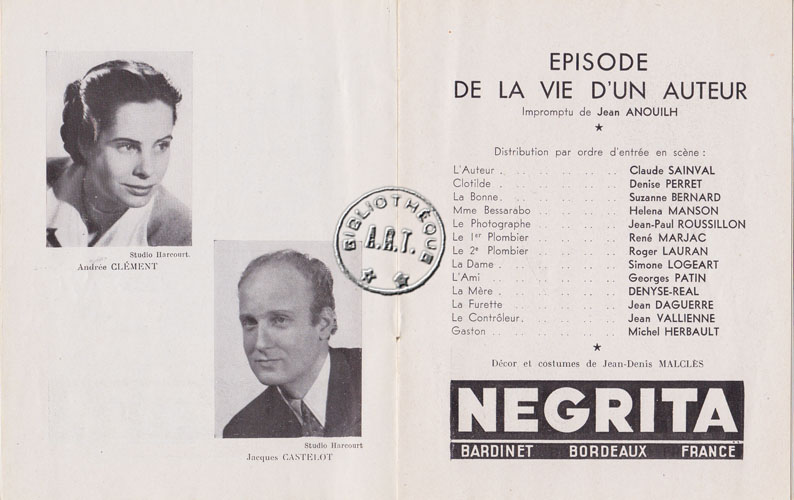 Studio Harcourt.
Andrée CLÉMENT
Studio Harcourt
Jacques CASTELOT
BIBLIOTHÈQUE
A.R.T.
EPISODE
DE LA VIE D'UN AUTEUR
Impromptu de Jean ANOUILH
Distribution par ordre d'entrée en scène :
L'Auteur . . . . . . . . Claude SAINVAL
Clotilde . . . . . . . . Denise PERRET
La Bonne. . . . . . . . Suzanne BERNARD
Mme Bessarabo . . . . . . Helena MANSON
Le Photographe . . . . . Jean-Paul ROUSSILLON
Le 1er Plombier . . . . . . René MARJAC
Le 2e Plombier . . . . . . Roger LAURAN
La Dame . . . . . . . . Simone LOGEART
L'Ami . . . . . . . . Georges PATIN
La Mère . . . . . . . . DENYSE-REAL
La Furette . . . . . . . Jean DAGUERRE
Le Contrôleur. . . . . . . Jean VALLIENNE
Gaston . . . . . . . . Michel HERBAULT
Décor et costumes de Jean-Denis MALCLÈS
NEGRITA
BARDINET BORDEAUX FRANCE